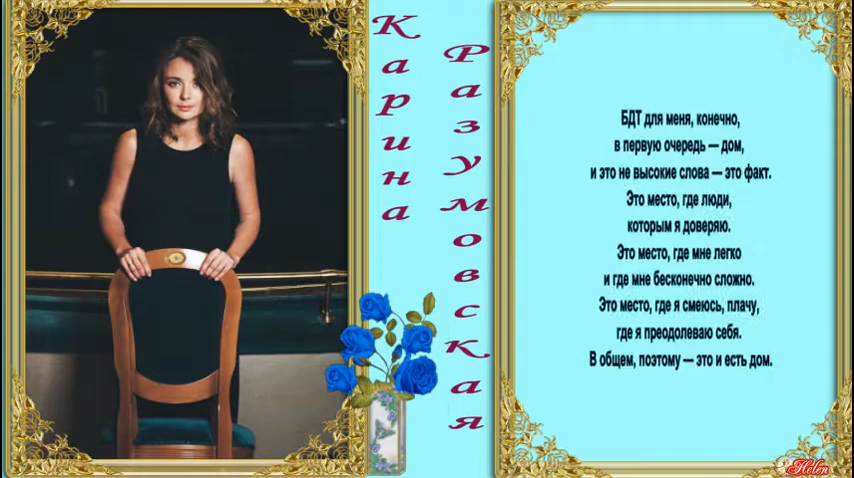 Карина
Разумовская
БДТ для меня, конечно,
в первую очередь — дом,
и это не высокие слова — это факт.
Это место, где люди,
которым я доверяю.
Это место, где мне легко
и где мне бесконечно сложно.
Это место, где я смеюсь, плачу,
где я преодолеваю себя.
В общем, поэтому — это и есть дом.
Helen